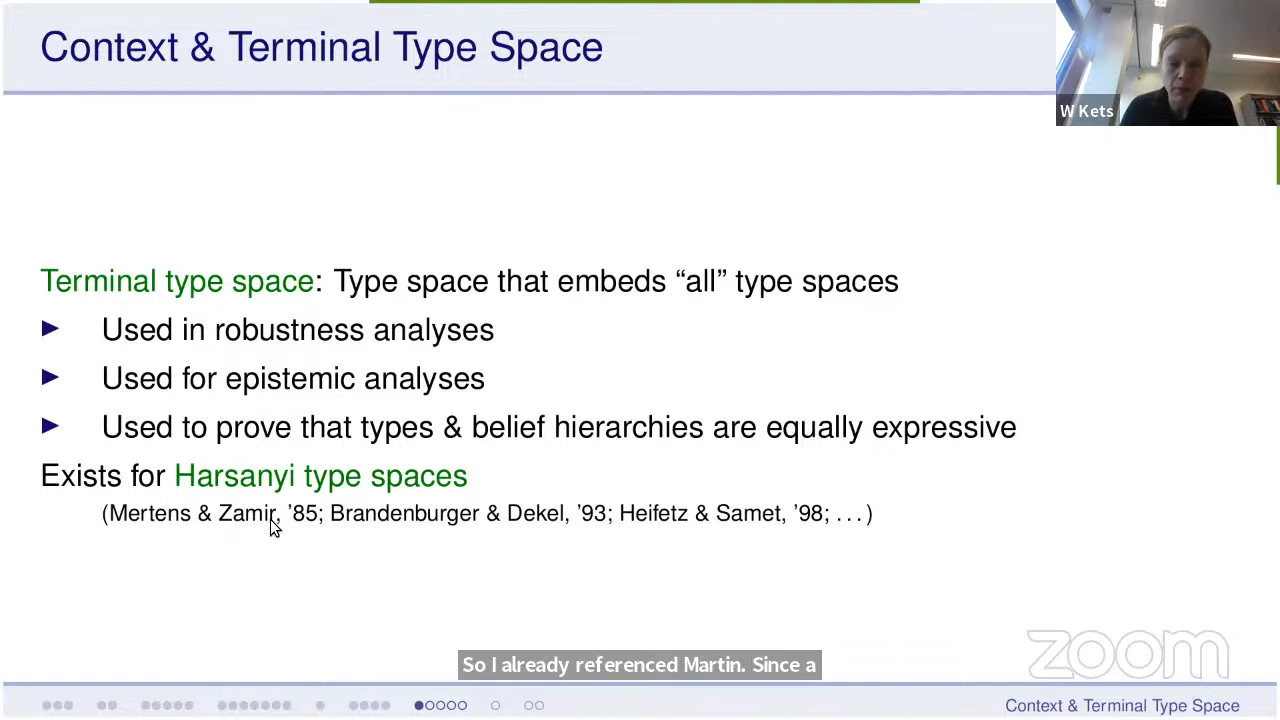 Context & Terminal Type Space
W Kets
Terminal type space: Type space that embeds “all” type spaces
Used in robustness analyses
Used for epistemic analyses
Used to prove that types & belief hierarchies are equally expressive
Exists for Harsanyi type spaces
(Mertens & Zamir, ’85; Brandenburger & Dekel, ’93; Heifetz & Samet, ’98; . . . )
zoom
So I already referenced Martin. Since a
Context & Terminal Type Space